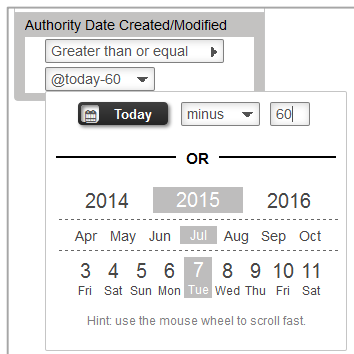 Authority Date Created/Modified
Greater than or equal
@today-60
Today minus 60
OR
2014 2015 2016
Apr May Jun Jul Aug Sep Oct
3 4 5 6 7 8 9 10 11
Fri Sat Sun Mon Tue Wed Thu Fri Sat
Hint: use the mouse wheel to scroll fast.